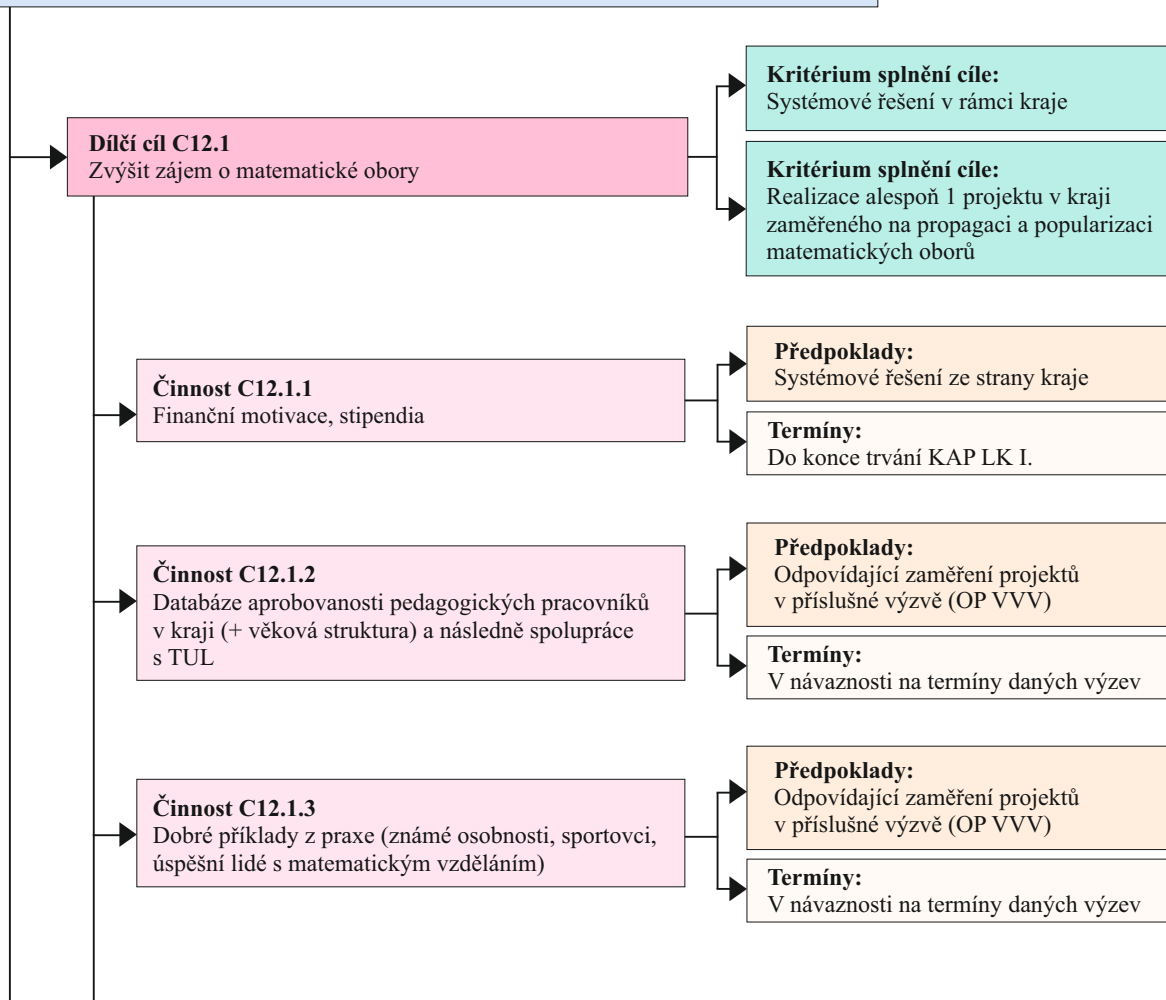 Dílčí cíl C12.1
Zvýšit zájem o matematické obory
Kritérium splnění cíle:
Systémové řešení v rámci kraje
Kritérium splnění cíle:
Realizace alespoň 1 projektu v kraji
zaměřeného na propagaci a popularizaci
matematických oborů
Činnost C12.1.1
Finanční motivace, stipendia
Předpoklady:
Systémové řešení ze strany kraje
Termíny:
Do konce trvání KAP LK I.
Činnost C12.1.2
Databáze aprobovanosti pedagogických pracovníků
v kraji (+ věková struktura) a následně spolupráce
s TUL
Předpoklady:
Odpovídající zaměření projektů
v příslušné výzvě (OP VVV)
Termíny:
V návaznosti na termíny daných výzev
Činnost C12.1.3
Dobré příklady z praxe (známé osobnosti, sportovci,
úspěšní lidé s matematickým vzděláním)
Předpoklady:
Odpovídající zaměření projektů
v příslušné výzvě (OP VVV)
Termíny:
V návaznosti na termíny daných výzev